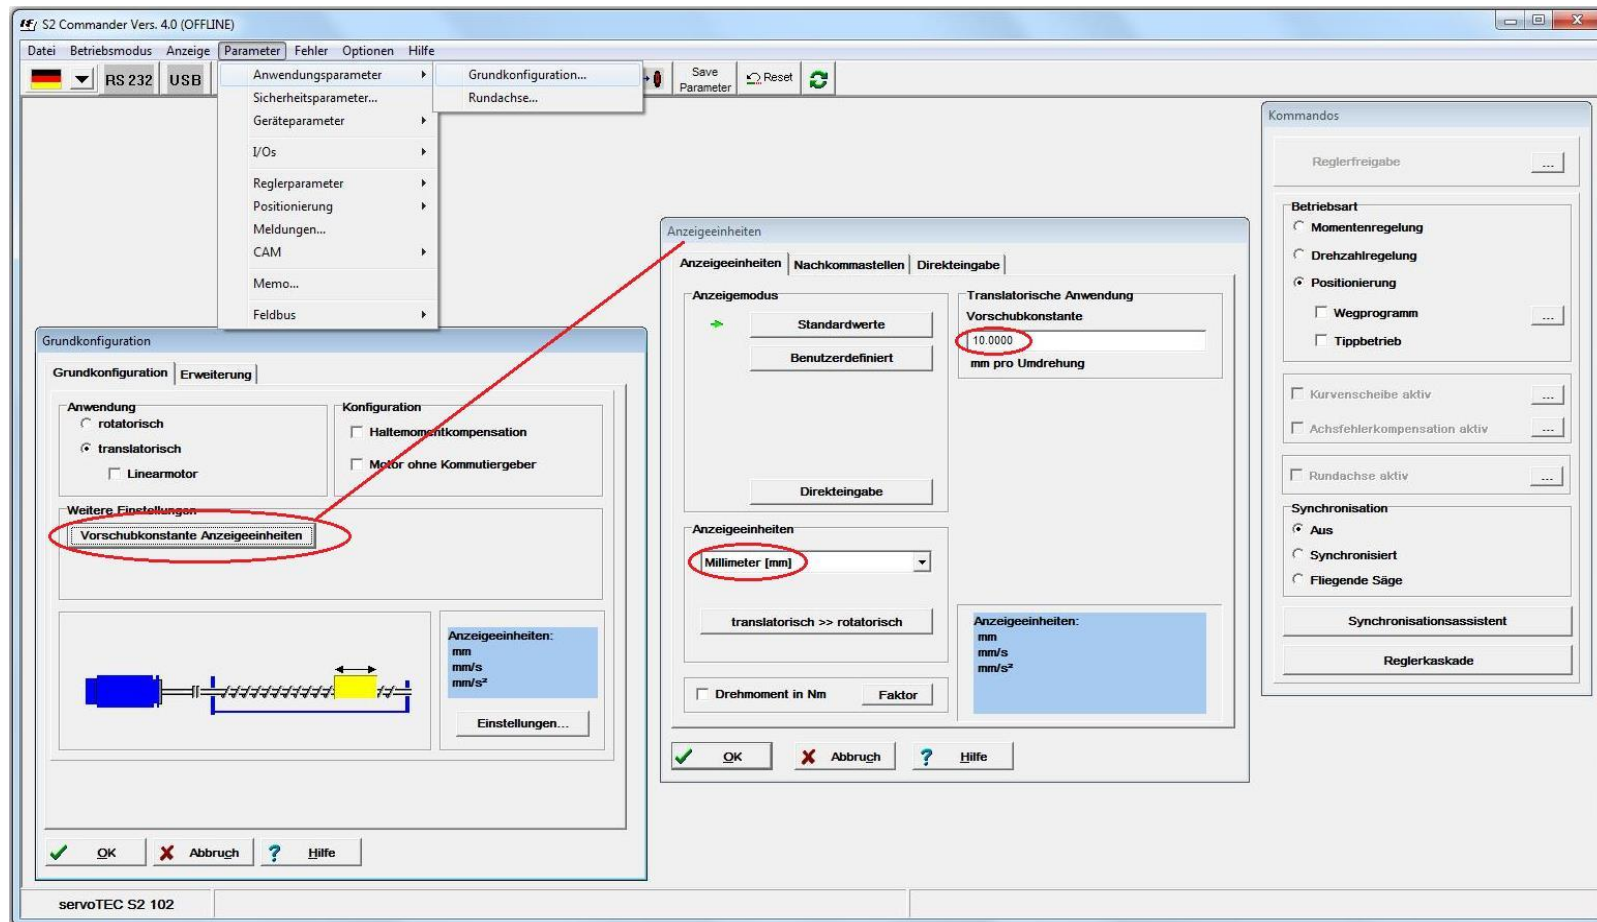 S2 Commander Vers. 4.0 (OFFLINE)
Datei Betriebsmodus Anzeige Parameter Fehler Optionen Hilfe
RS 232 USB Save Parameter Reset
Anwendungsparameter
Sicherheitsparameter...
Geräteparameter
I/Os
Reglerparameter
Positionierung
Meldungen...
CAM
Memo...
Feldbus
Grundkonfiguration...
Rundachse...
Grundkonfiguration
Grundkonfiguration Erweiterung
Anwendung
rotatorisch
translatorisch
Linearmotor
Konfiguration
Haltemomentkompensation
Motor ohne Kommutiergeber
Weitere Einstellungen
Vorschubkonstante Anzeigeeinheiten
Anzeigeeinheiten:
mm
mm/s
mm/s²
Einstellungen...
OK Abbruch Hilfe
Anzeigeeinheiten
Anzeigeeinheiten Nachkommastellen Direkteingabe
Anzeigemodus
Standardwerte
Benutzerdefiniert
Direkteingabe
Translatorische Anwendung
Vorschubkonstante
10.0000
mm pro Umdrehung
Anzeigeeinheiten
Millimeter [mm]
translatorisch >> rotatorisch
Drehmoment in Nm Faktor
Anzeigeeinheiten:
mm
mm/s
mm/s²
OK Abbruch Hilfe
Kommandos
Reglerfreigabe ...
Betriebsart
Momentenregelung
Drehzahlregelung
Positionierung
Wegprogramm ...
Tippbetrieb
Kurvenscheibe aktiv ...
Achsfehlerkompensation aktiv ...
Rundachse aktiv ...
Synchronisation
Aus
Synchronisiert
Fliegende Säge
Synchronisationsassistent
Reglerkaskade
servoTEC S2 102